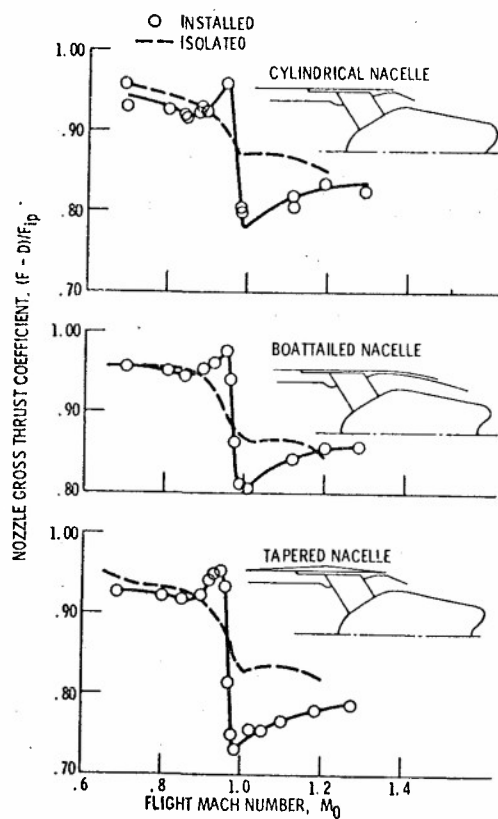 INSTALLED
ISOLATED
1.00
.90
.80
.70
CYLINDRICAL NACELLE
1.00
.90
.80
BOATTAILED NACELLE
1.00
.90
.80
.70
TAPERED NACELLE
.6
.8
1.0
1.2
1.4
FLIGHT MACH NUMBER, M0
NOZZLE GROSS THRUST COEFFICIENT, (F - D)/Fip